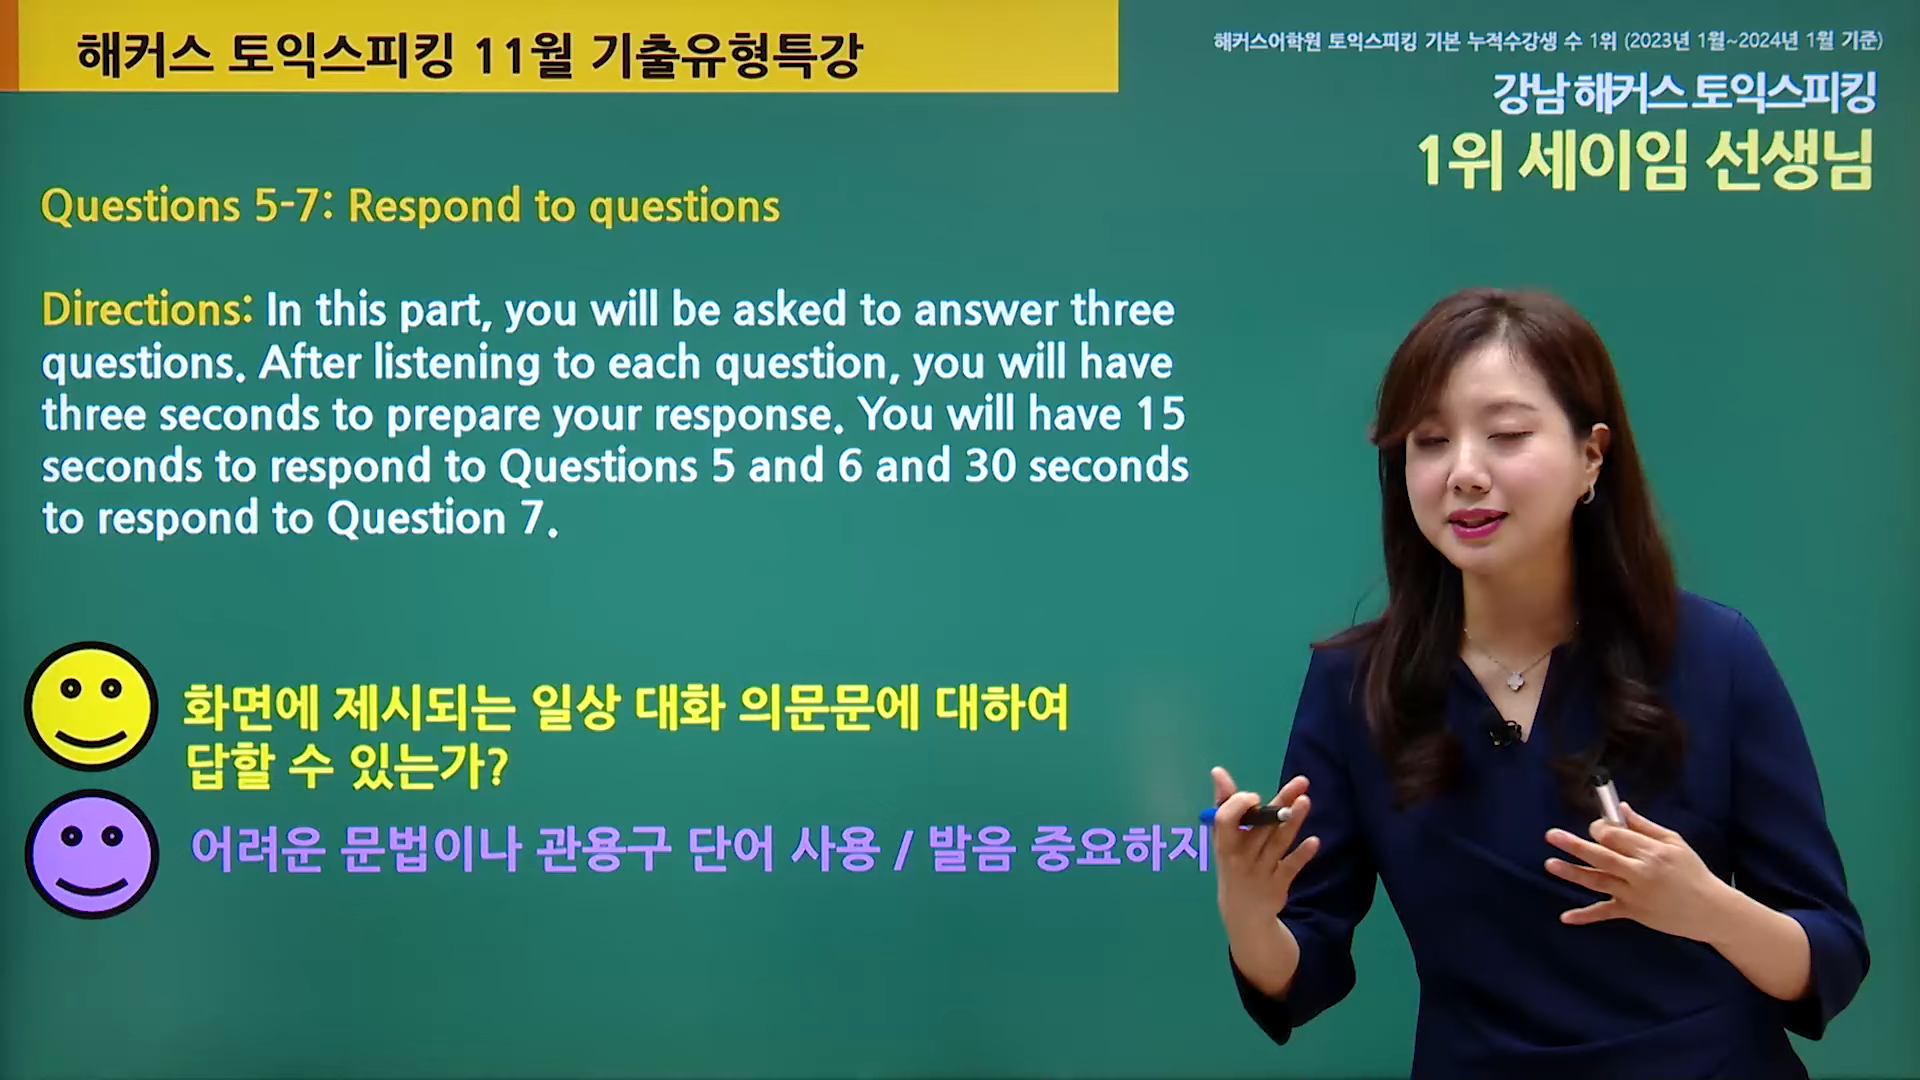 해커스 토익스피킹 11월 기출유형특강
해커스어학원 토익스피킹 기본 누적수강생 수 1위 (2023년 1월~2024년 1월 기준)
강남 해커스 토익스피킹
1위 세이임 선생님
Questions 5-7: Respond to questions
Directions: In this part, you will be asked to answer three
questions. After listening to each question, you will have
three seconds to prepare your response. You will have 15
seconds to respond to Questions 5 and 6 and 30 seconds
to respond to Question 7.
화면에 제시되는 일상 대화 의문문에 대하여
답할 수 있는가?
어려운 문법이나 관용구 단어 사용 / 발음 중요하지